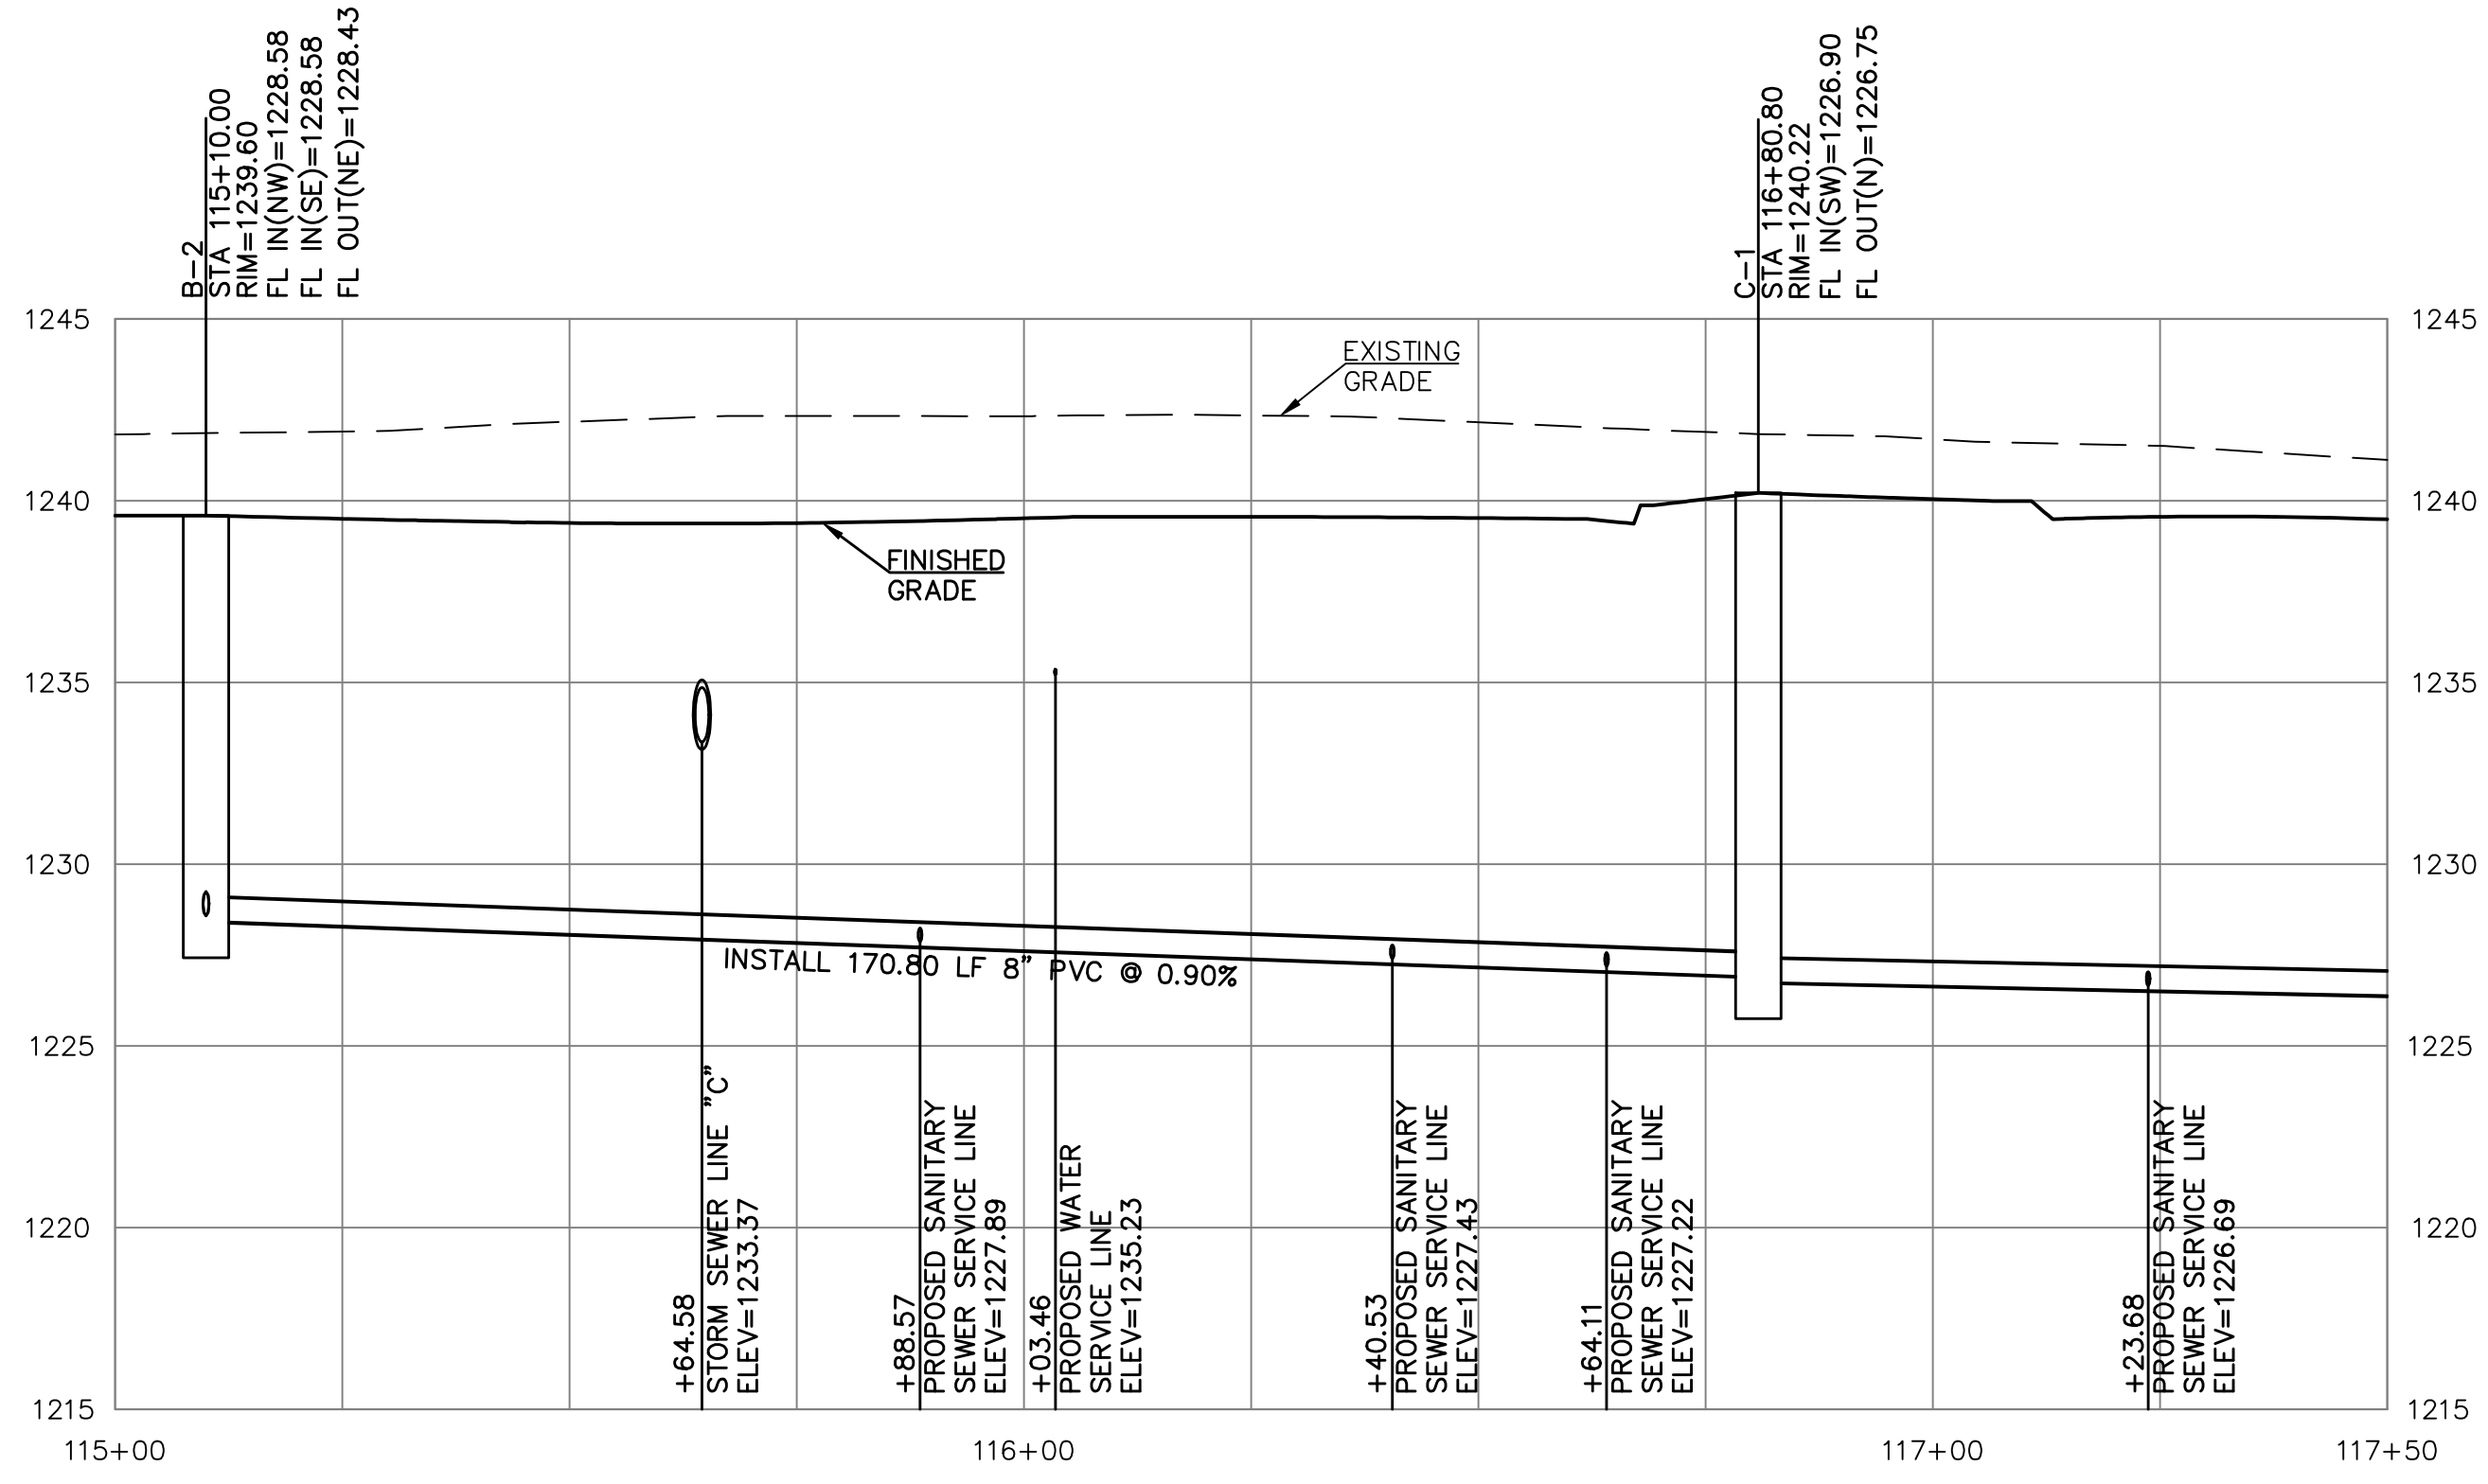 B-2
STA 115+10.00
RIM=1239.60
FL IN(NW)=1228.58
FL IN(SE)=1228.58
FL OUT(NE)=1228.43
C-1
STA 116+80.80
RIM=1240.22
FL IN(SW)=1226.90
FL OUT(N)=1226.75
1245
1245
EXISTING
GRADE
1240
1240
FINISHED
GRADE
1235
1235
1230
1230
INSTALL 170.80 LF 8" PVC @ 0.90%
1225
1225
+64.58
STORM SEWER LINE "C"
ELEV=1233.37
+88.57
PROPOSED SANITARY
SEWER SERVICE LINE
ELEV=1227.89
+03.46
PROPOSED WATER
SERVICE LINE
ELEV=1235.23
+40.53
PROPOSED SANITARY
SEWER SERVICE LINE
ELEV=1227.43
+64.11
PROPOSED SANITARY
SEWER SERVICE LINE
ELEV=1227.22
+23.68
PROPOSED SANITARY
SEWER SERVICE LINE
ELEV=1226.69
1220
1220
1215
1215
115+00
116+00
117+00
117+50